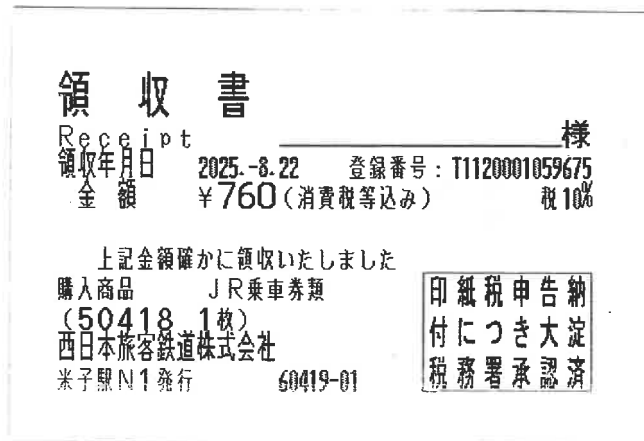 領収書
Receipt 様
領収年月日 2025.-8.22 登録番号:T1120001059675
金額 ¥760(消費税等込み) 税10%
上記金額確かに領収いたしました
購入商品 JR乗車券類
(50418 1枚)
西日本旅客鉄道株式会社
米子駅N1発行 60419-01
印紙税申告納
付につき大淀
税務署承認済